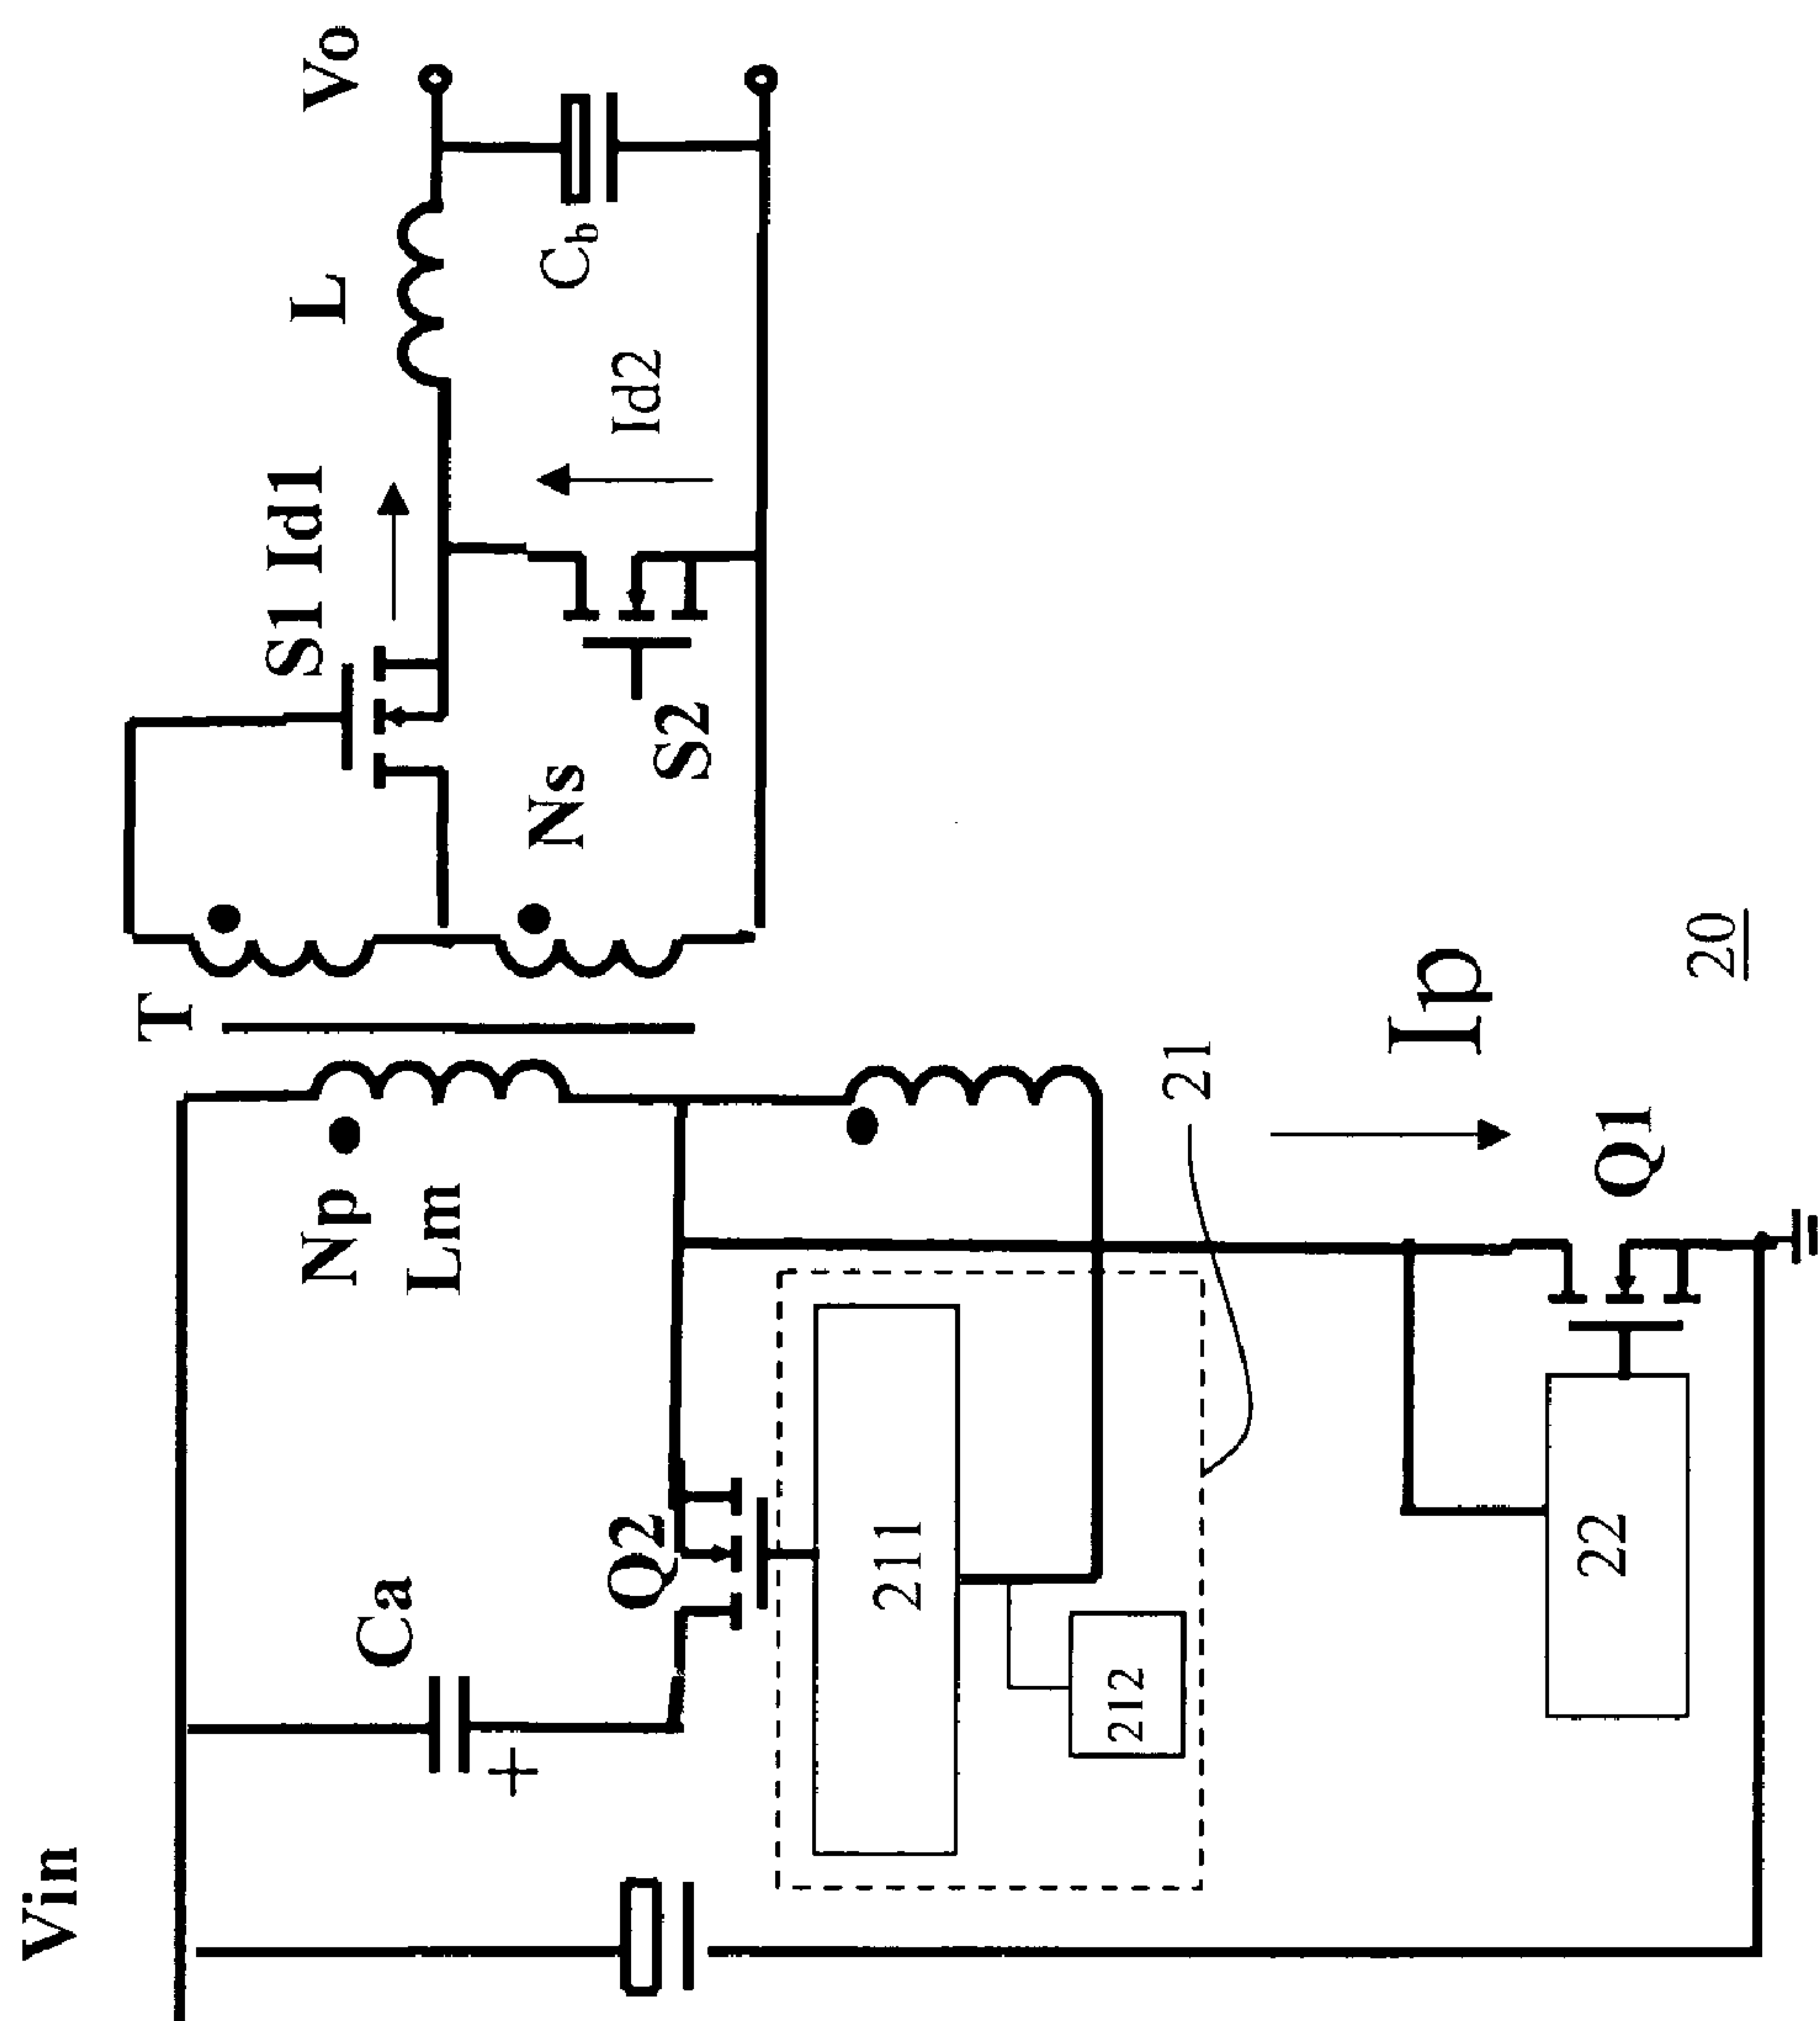 Vin
Ca
+
Q2
211
212
21
22
Q1
Ip
Np
Lm
T
Ns
S1 Id1
S2
Id2
L
Cb
Vo
20